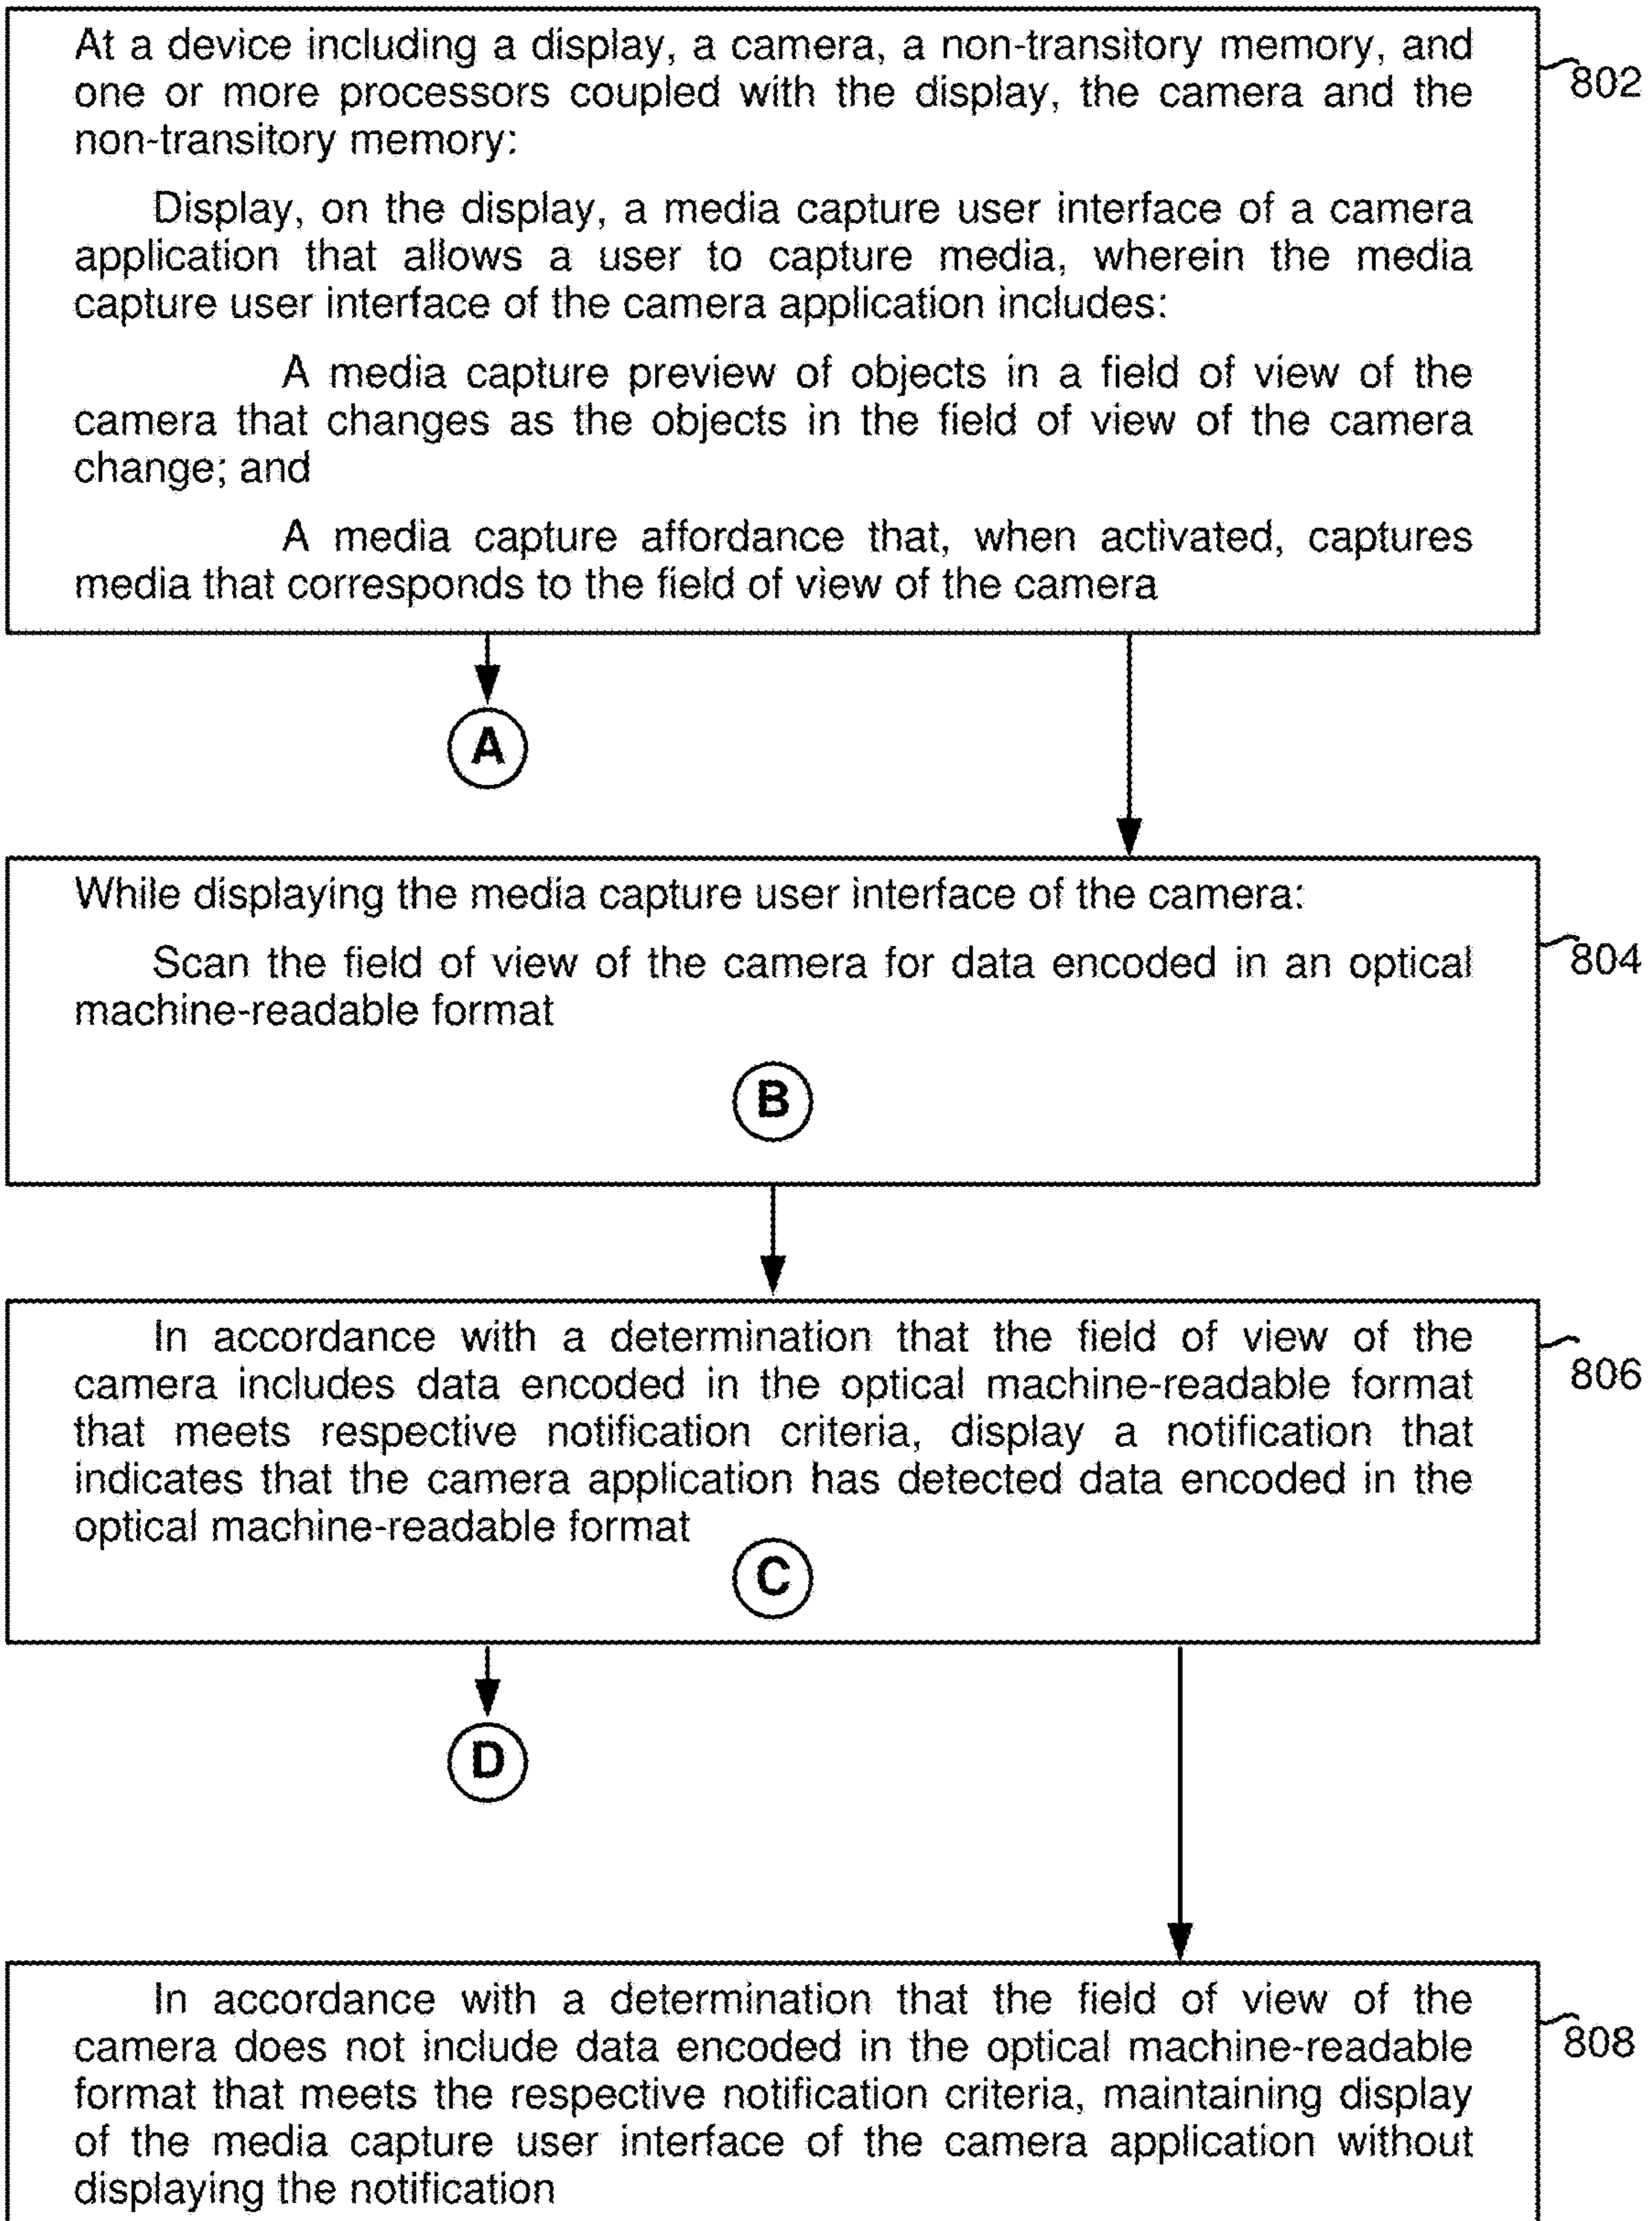 At a device including a display, a camera, a non-transitory memory, and
one or more processors coupled with the display, the camera and the
non-transitory memory:
802
Display, on the display, a media capture user interface of a camera
application that allows a user to capture media, wherein the media
capture user interface of the camera application includes:
A media capture preview of objects in a field of view of the
camera that changes as the objects in the field of view of the camera
change; and
A media capture affordance that, when activated, captures
media that corresponds to the field of view of the camera
A
While displaying the media capture user interface of the camera:
804
Scan the field of view of the camera for data encoded in an optical
machine-readable format
B
In accordance with a determination that the field of view of the
camera includes data encoded in the optical machine-readable format
806
that meets respective notification criteria, display a notification that
indicates that the camera application has detected data encoded in the
optical machine-readable format
C
D
In accordance with a determination that the field of view of the
camera does not include data encoded in the optical machine-readable
808
format that meets the respective notification criteria, maintaining display
of the media capture user interface of the camera application without
displaying the notification